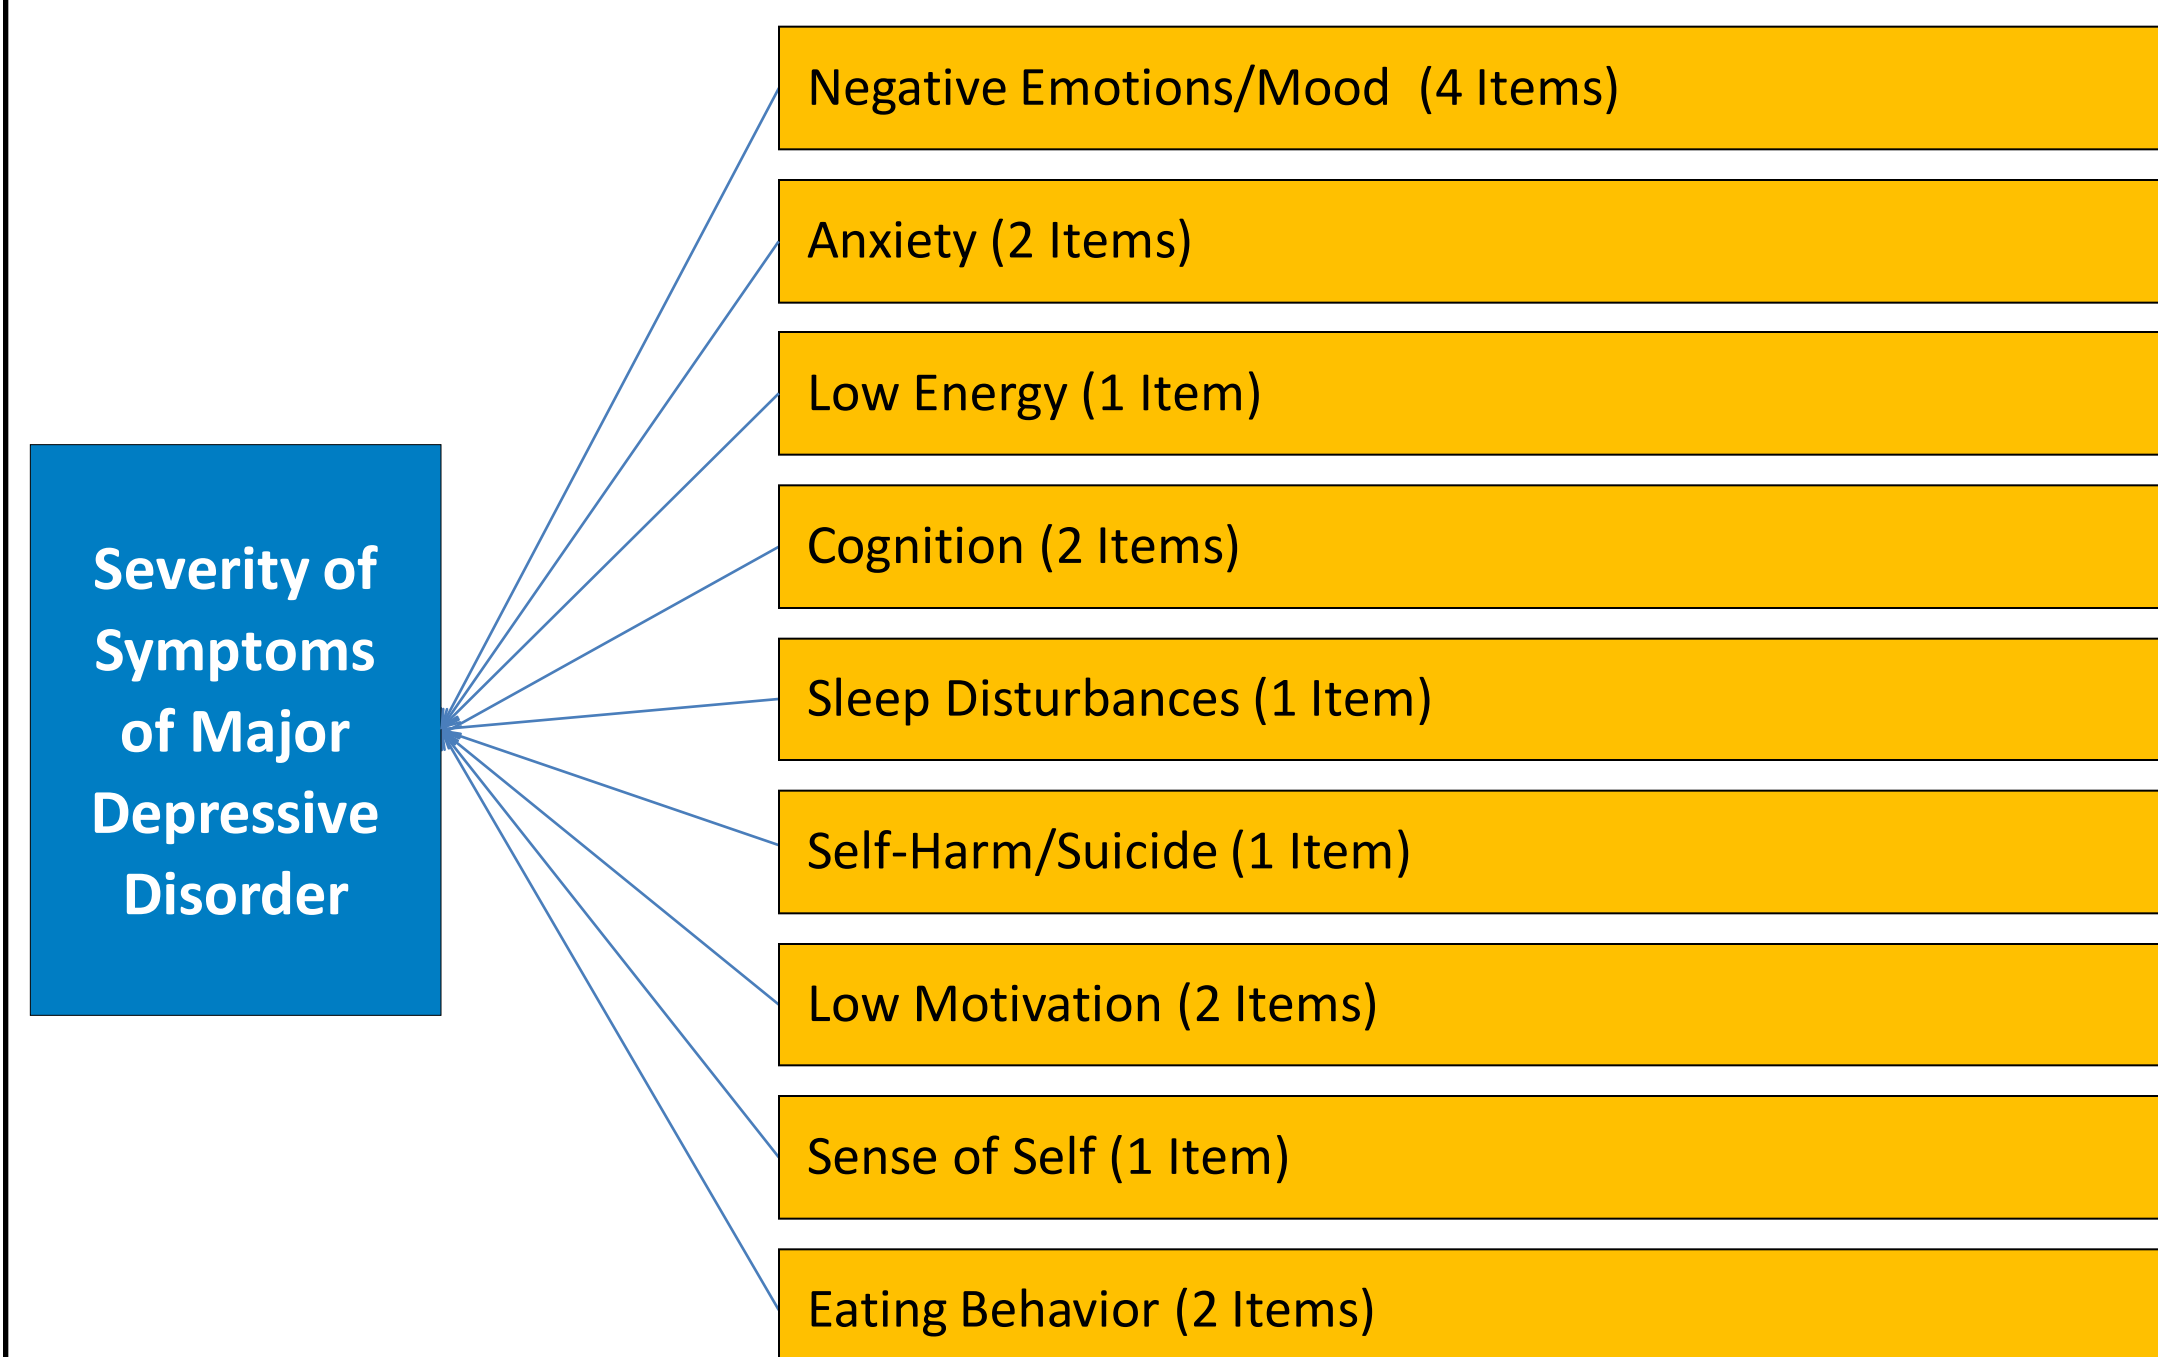 Severity of
Symptoms
of Major
Depressive
Disorder
Negative Emotions/Mood  (4 Items)
Anxiety (2 Items)
Low Energy (1 Item)
Cognition (2 Items)
Sleep Disturbances (1 Item)
Self-Harm/Suicide (1 Item)
Low Motivation (2 Items)
Sense of Self (1 Item)
Eating Behavior (2 Items)